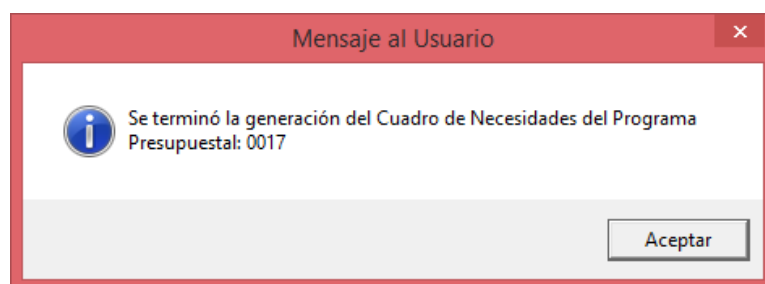 Mensaje al Usuario
Se terminó la generación del Cuadro de Necesidades del Programa
Presupuestal: 0017
Aceptar